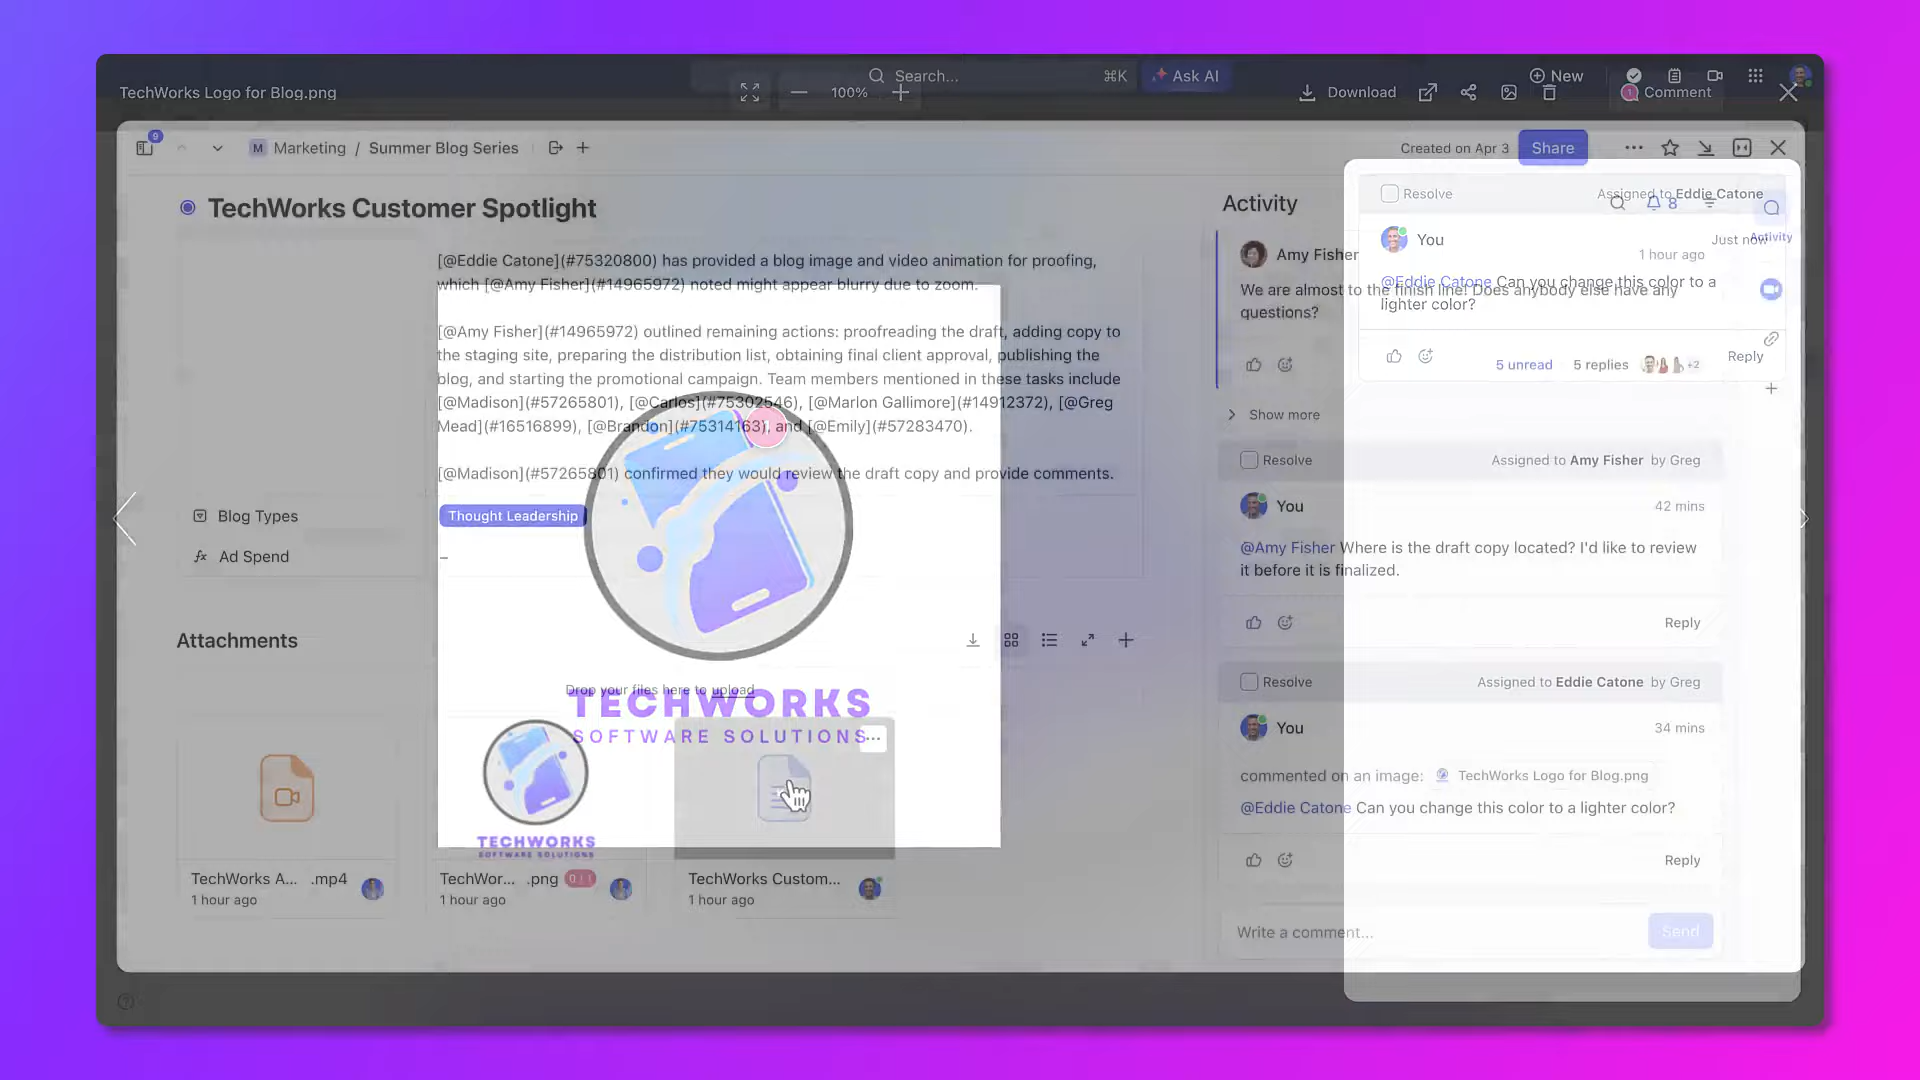 Search...
⌘K
Ask AI
New
TechWorks Logo for Blog.png
100%
Download
1
Comment
9
M Marketing / Summer Blog Series
Created on Apr 3
Share
TechWorks Customer Spotlight
[@Eddie Catone](#75320800) has provided a blog image and video animation for proofing,
which [@Amy Fisher](#14965972) noted might appear blurry due to zoom.
[@Amy Fisher](#14965972) outlined remaining actions: proofreading the draft, adding copy to
the staging site, preparing the distribution list, obtaining final client approval, publishing the
blog, and starting the promotional campaign. Team members mentioned in these tasks include
[@Madison](#57265801), [@Carlos](#75302546), [@Marlon Gallimore](#14912372), [@Greg
Mead](#16516899), [@Brandon](#75314163), and [@Emily](#57283470).
[@Madison](#57265801) confirmed they would review the draft copy and provide comments.
Blog Types
Thought Leadership
fx Ad Spend
–
Attachments
Drop your files here to upload
TECHWORKS
SOFTWARE SOLUTIONS
TECHWORKS
SOFTWARE SOLUTIONS
TechWorks A... .mp4
1 hour ago
TechWor... .png
1 hour ago
TechWorks Custom...
1 hour ago
Activity
8
Activity
Amy Fisher
1 hour ago
We are almost to the finish line! Does anybody else have any
questions?
5 unread
5 replies
+2
Resolve
Assigned to Eddie Catone
You
Just now
@Eddie Catone Can you change this color to a
lighter color?
Reply
Show more
Resolve
Assigned to Amy Fisher by Greg
You
42 mins
@Amy Fisher Where is the draft copy located? I'd like to review
it before it is finalized.
Reply
Resolve
Assigned to Eddie Catone by Greg
You
34 mins
commented on an image: TechWorks Logo for Blog.png
@Eddie Catone Can you change this color to a lighter color?
Reply
Write a comment...
Send